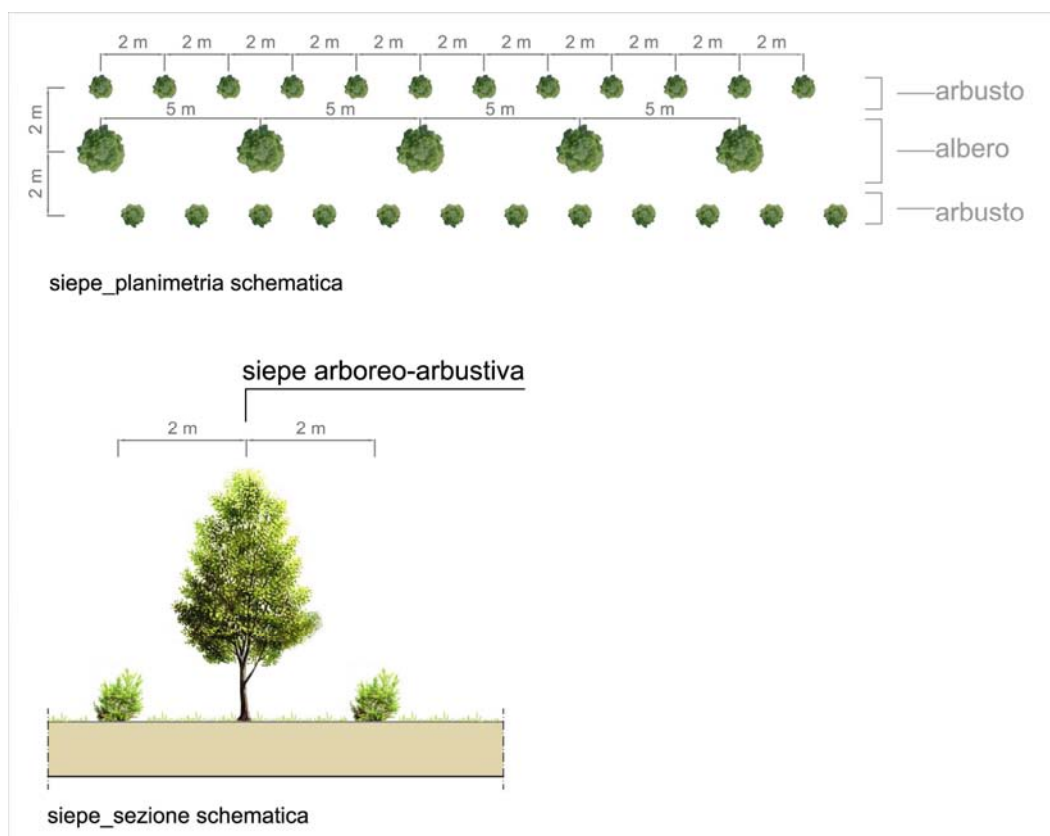 2 m 2 m 2 m 2 m 2 m 2 m 2 m 2 m 2 m 2 m 2 m
arbusto
5 m 5 m 5 m 5 m
2 m
albero
2 m
arbusto
siepe_planimetria schematica
siepe arboreo-arbustiva
2 m 2 m
siepe_sezione schematica